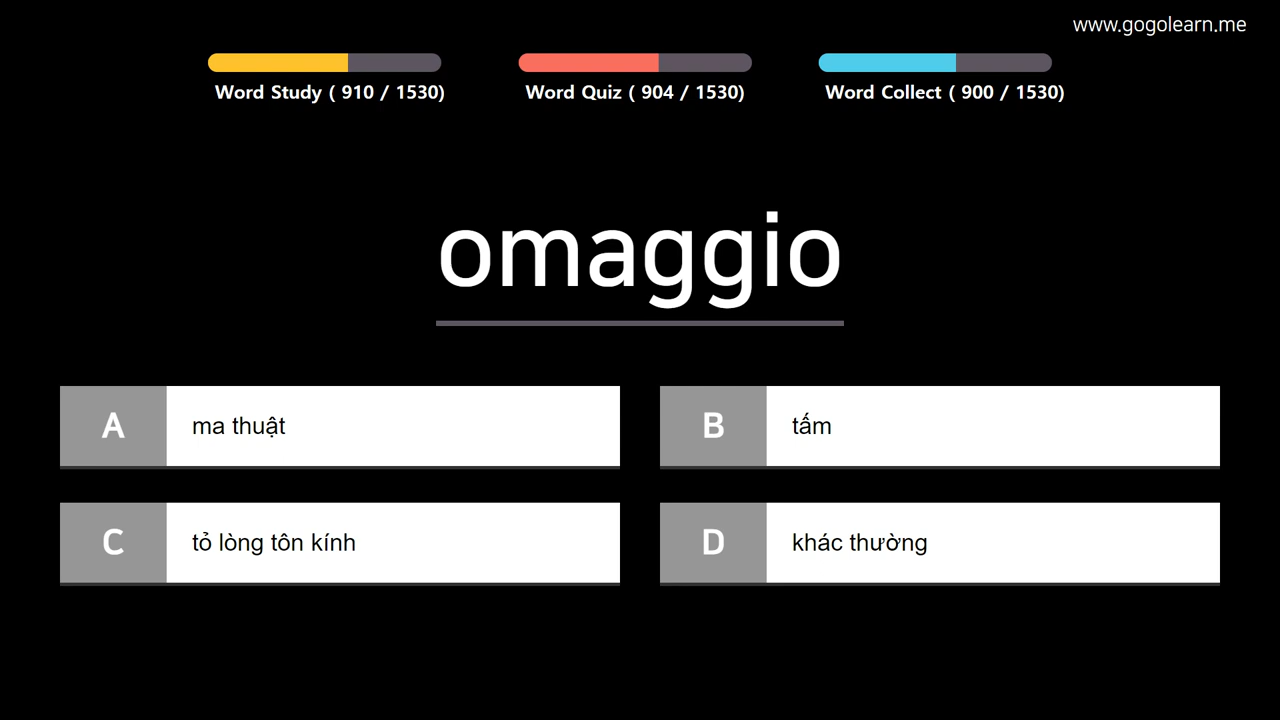 www.gogolearn.me
Word Study ( 910 / 1530)
Word Quiz ( 904 / 1530)
Word Collect ( 900 / 1530)
omaggio
A ma thuật
B tấm
C tỏ lòng tôn kính
D khác thường